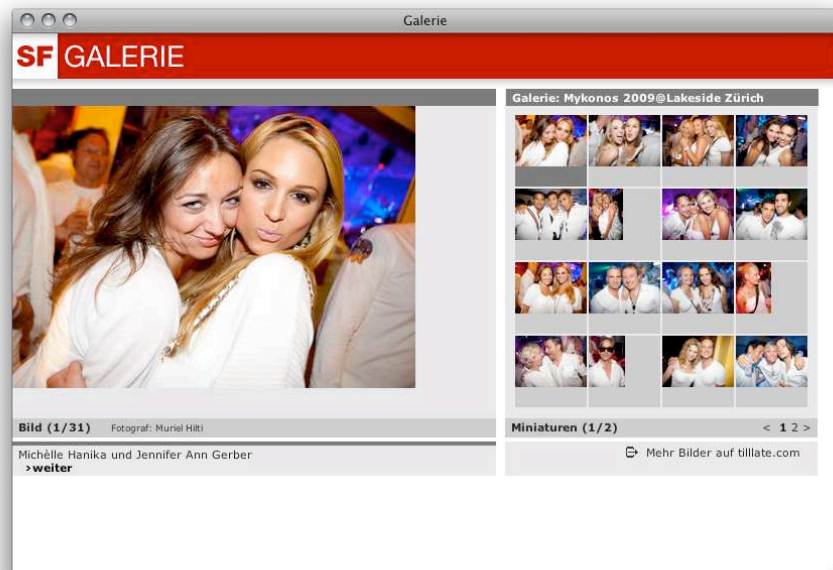 Galerie
SF GALERIE
Galerie: Mykonos 2009@Lakeside Zürich
Bild (1/31) Fotograf: Muriel Hilti
Miniaturen (1/2) < 1 2 >
Michèlle Hanika und Jennifer Ann Gerber
›weiter
Mehr Bilder auf tilllate.com